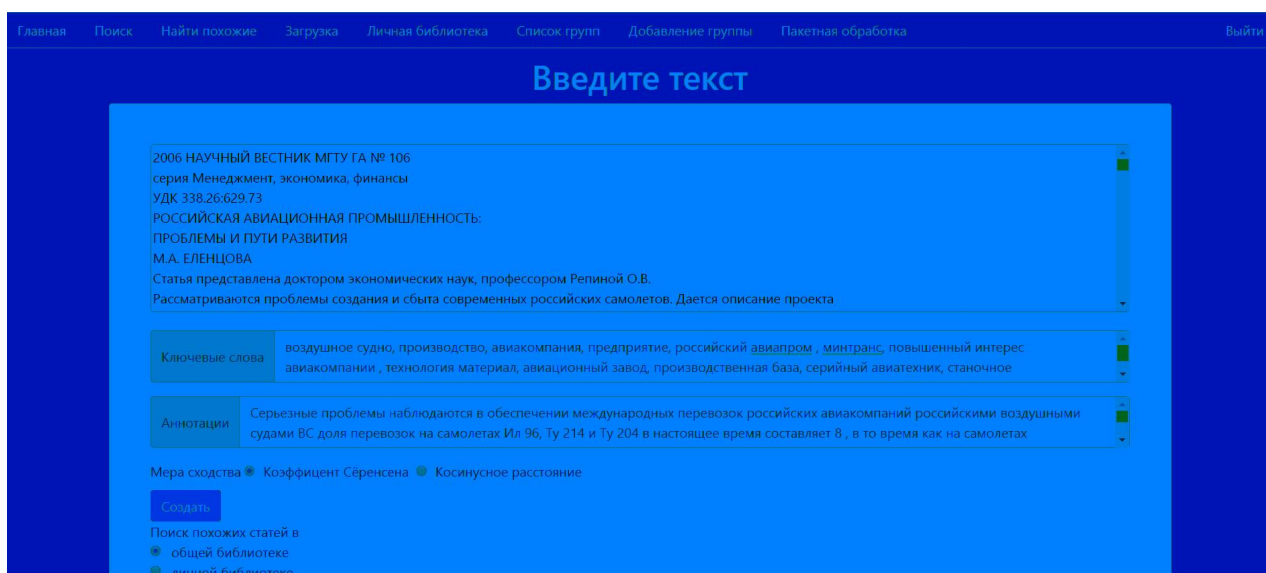 Главная Поиск Найти похожие Загрузка Личная библиотека Список групп Добавление группы Пакетная обработка Выйти
Введите текст
2006 НАУЧНЫЙ ВЕСТНИК МГТУ ГА № 106
серия Менеджмент, экономика, финансы
УДК 338.26:629.73
РОССИЙСКАЯ АВИАЦИОННАЯ ПРОМЫШЛЕННОСТЬ:
ПРОБЛЕМЫ И ПУТИ РАЗВИТИЯ
М.А. ЕЛЕНЦОВА
Статья представлена доктором экономических наук, профессором Репиной О.В.
Рассматриваются проблемы создания и сбыта современных российских самолетов. Дается описание проекта
Ключевые слова
воздушное судно, производство, авиакомпания, предприятие, российский авиапром , минтранс, повышенный интерес
авиакомпании , технология материал, авиационный завод, производственная база, серийный авиатехник, станочное
Аннотации
Серьезные проблемы наблюдаются в обеспечении международных перевозок российских авиакомпаний российскими воздушными
судами ВС доля перевозок на самолетах Ил 96, Ту 214 и Ту 204 в настоящее время составляет 8 , в то время как на самолетах
Мера сходства Коэффицент Сёренсена Косинусное расстояние
Создать
Поиск похожих статей в
общей библиотеке
личной библиотеке